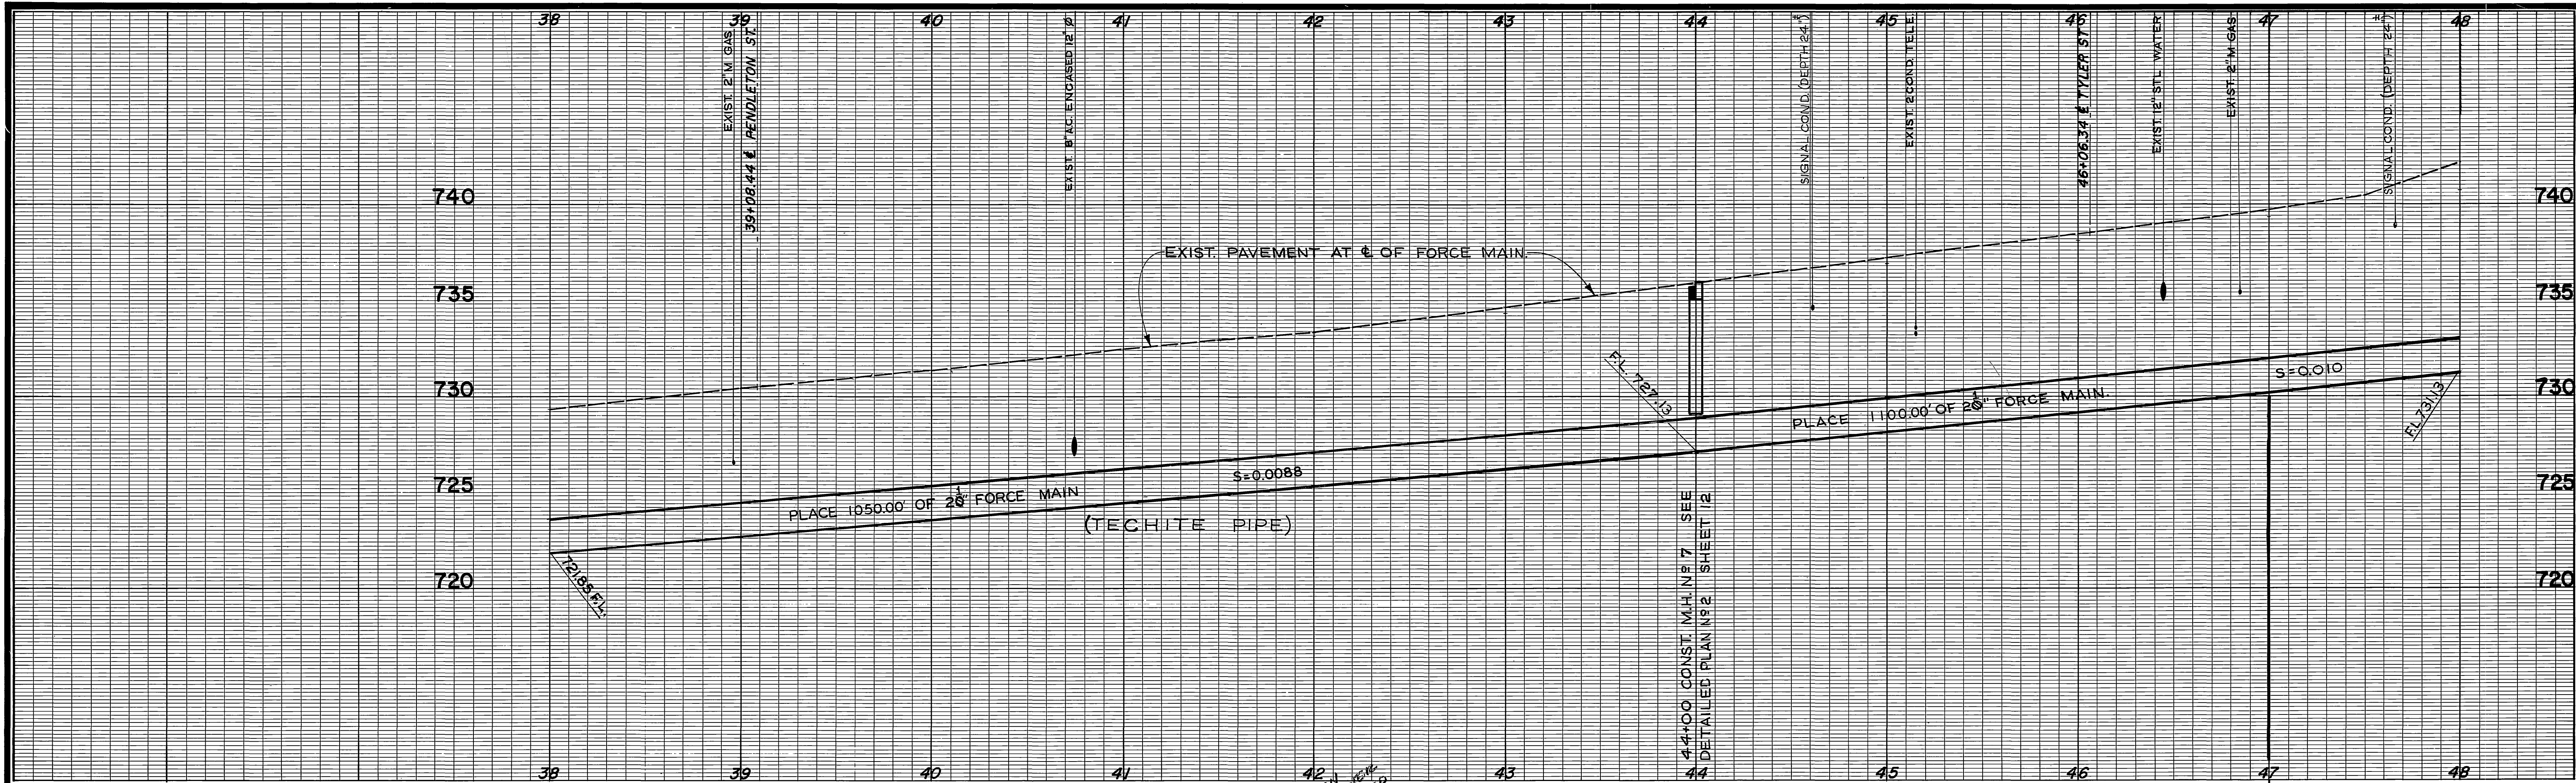 38 39 40 41 42 43 44 45 46 47 48
EXIST. 2" M GAS
39+08.44 ℄ PENDLETON ST.
EXIST. 8" A.C. ENCASED 12" ø
SIGNAL COND. (DEPTH 24"±)
EXIST. 2 COND. TELE.
46+06.34 ℄ TYLER ST.
EXIST. 12" STL. WATER
EXIST. 2" M GAS
SIGNAL COND. (DEPTH 24"±)
740 740
EXIST. PAVEMENT AT ℄ OF FORCE MAIN.
735 735
730 730
F.L. 727.13
PLACE 1100.00' OF FORCE MAIN.
S=0.010
F.L. 731.13
725 725
PLACE 1050.00' OF FORCE MAIN
S=0.0088
(TECHITE PIPE)
721.85 F.L.
720 720
44+00 CONST. M.H. Nº 7 SEE
DETAILED PLAN Nº 2 SHEET 12
38 39 40 41 42 43 44 45 46 47 48